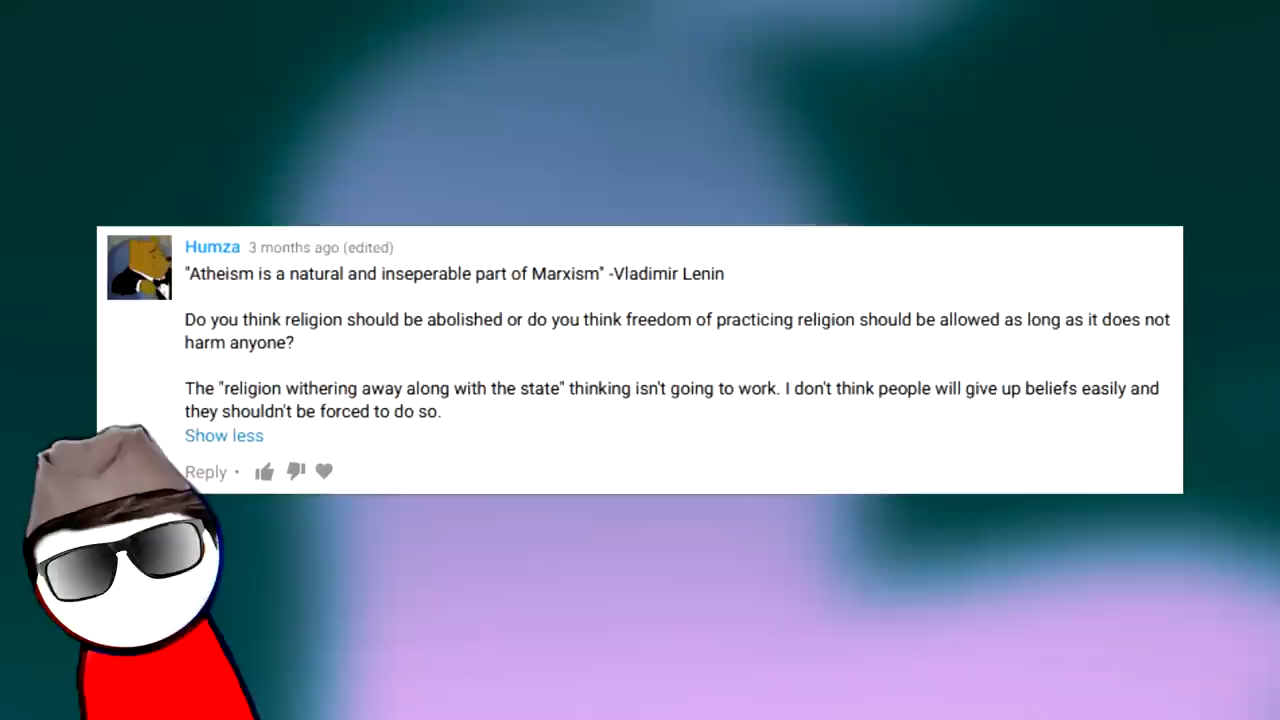 Humza 3 months ago (edited)
"Atheism is a natural and inseperable part of Marxism" -Vladimir Lenin
Do you think religion should be abolished or do you think freedom of practicing religion should be allowed as long as it does not
harm anyone?
The "religion withering away along with the state" thinking isn't going to work. I don't think people will give up beliefs easily and
they shouldn't be forced to do so.
Show less
Reply •